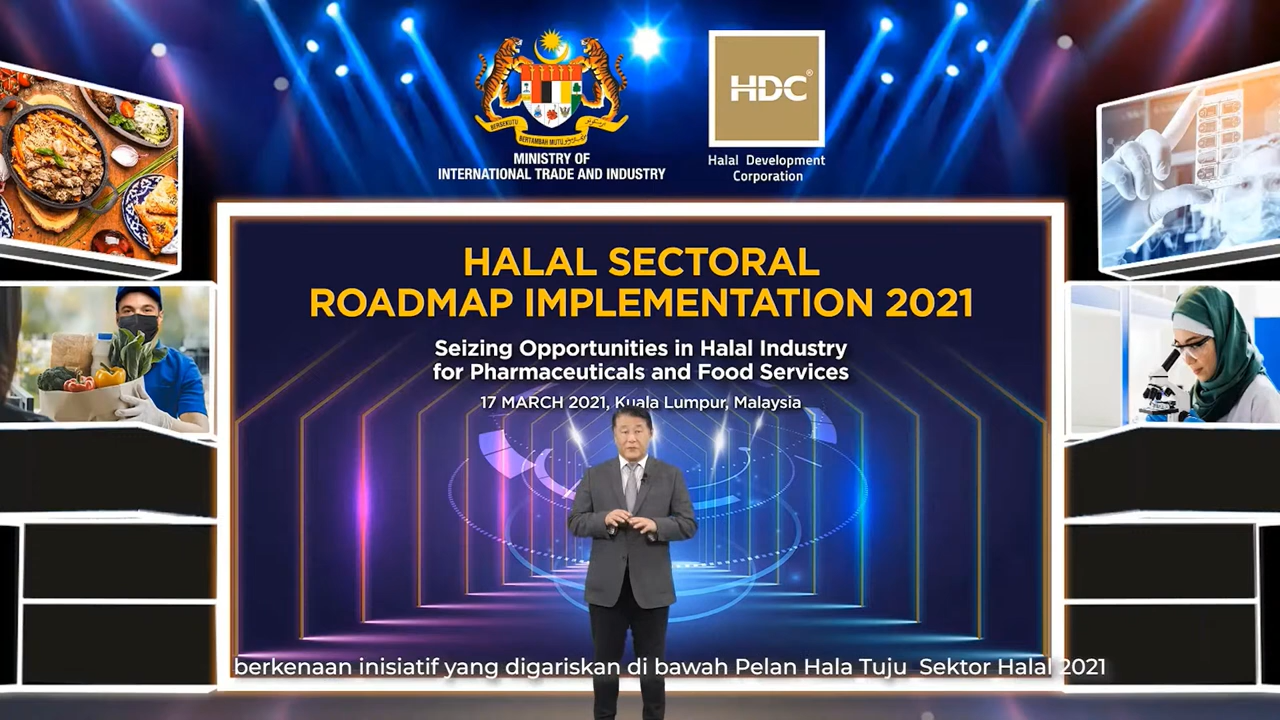 BERSEKUTU
BERTAMBAH MUTU
MINISTRY OF
INTERNATIONAL TRADE AND INDUSTRY
HDC®
Halal Development
Corporation
HALAL SECTORAL
ROADMAP IMPLEMENTATION 2021
Seizing Opportunities in Halal Industry
for Pharmaceuticals and Food Services
17 MARCH 2021, Kuala Lumpur, Malaysia
berkenaan inisiatif yang digariskan di bawah Pelan Hala Tuju Sektor Halal 2021